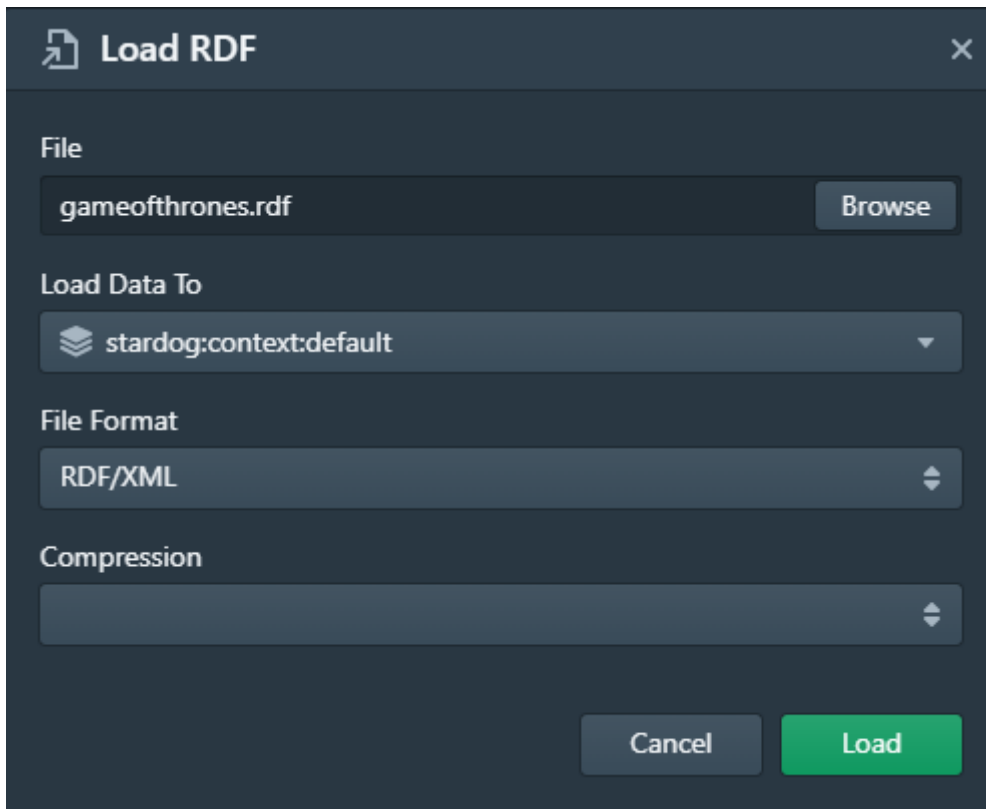 Load RDF
File
gameofthrones.rdf
Browse
Load Data To
stardog:context:default
File Format
RDF/XML
Compression
Cancel
Load